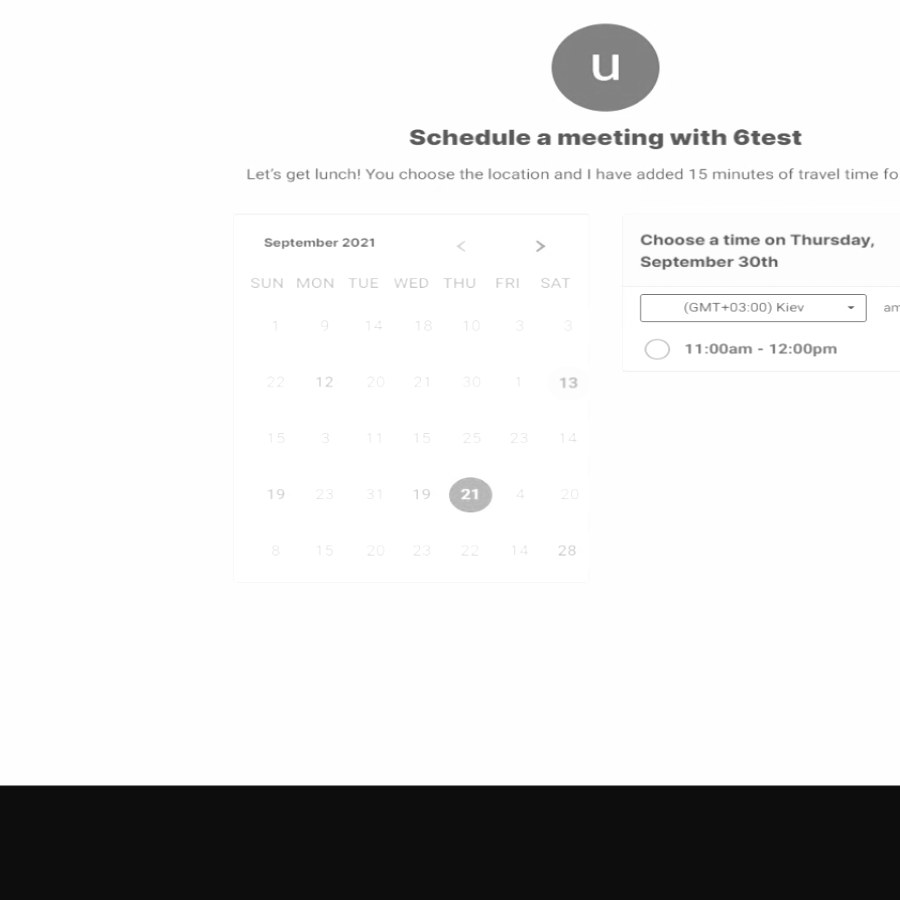 u
Schedule a meeting with 6test
Let's get lunch! You choose the location and I have added 15 minutes of travel time fo
September 2021 < >
SUN MON TUE WED THU FRI SAT
1 9 14 18 10 3 3
22 12 20 21 30 1 13
15 3 11 15 25 23 14
19 23 31 19 21 4 20
8 15 20 23 22 14 28
Choose a time on Thursday,
September 30th
(GMT+03:00) Kiev am
11:00am - 12:00pm